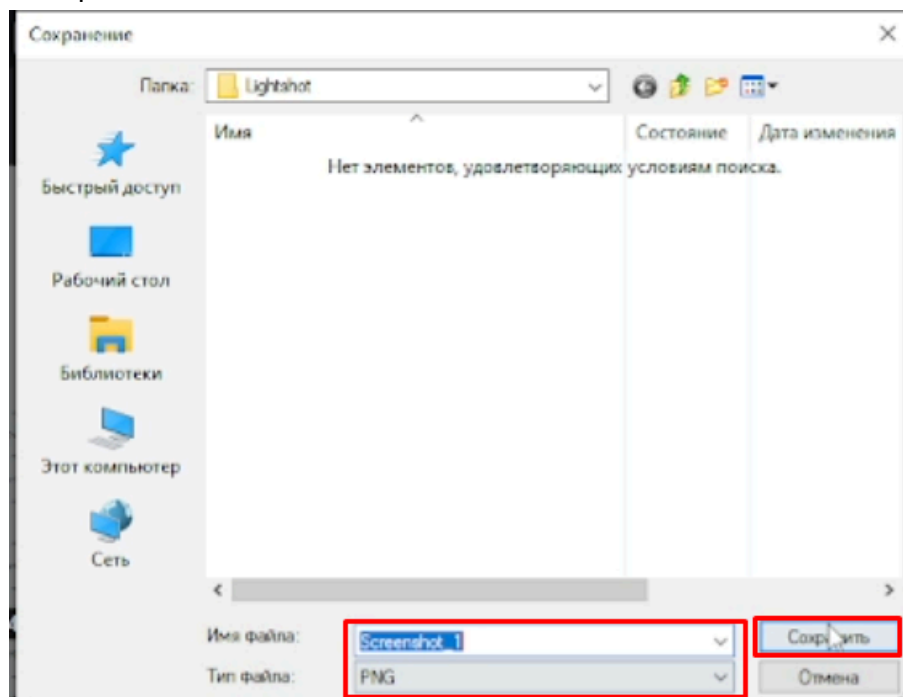 Сохранение
Папка: Lightshot
Имя Состояние Дата изменения
Нет элементов, удовлетворяющих условиям поиска.
Быстрый доступ
Рабочий стол
Библиотеки
Этот компьютер
Сеть
Имя файла: Screenshot_1 Сохранить
Тип файла: PNG Отмена